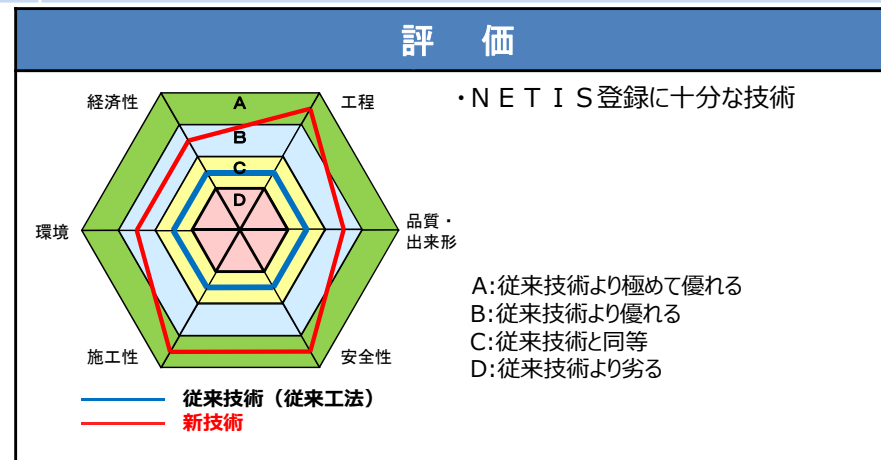 評 価
経済性
A
工程
・ＮＥＴＩＳ登録に十分な技術
B
C
D
環境
品質・
出来形
A:従来技術より極めて優れる
B:従来技術より優れる
C:従来技術と同等
D:従来技術より劣る
施工性
安全性
従来技術（従来工法）
新技術